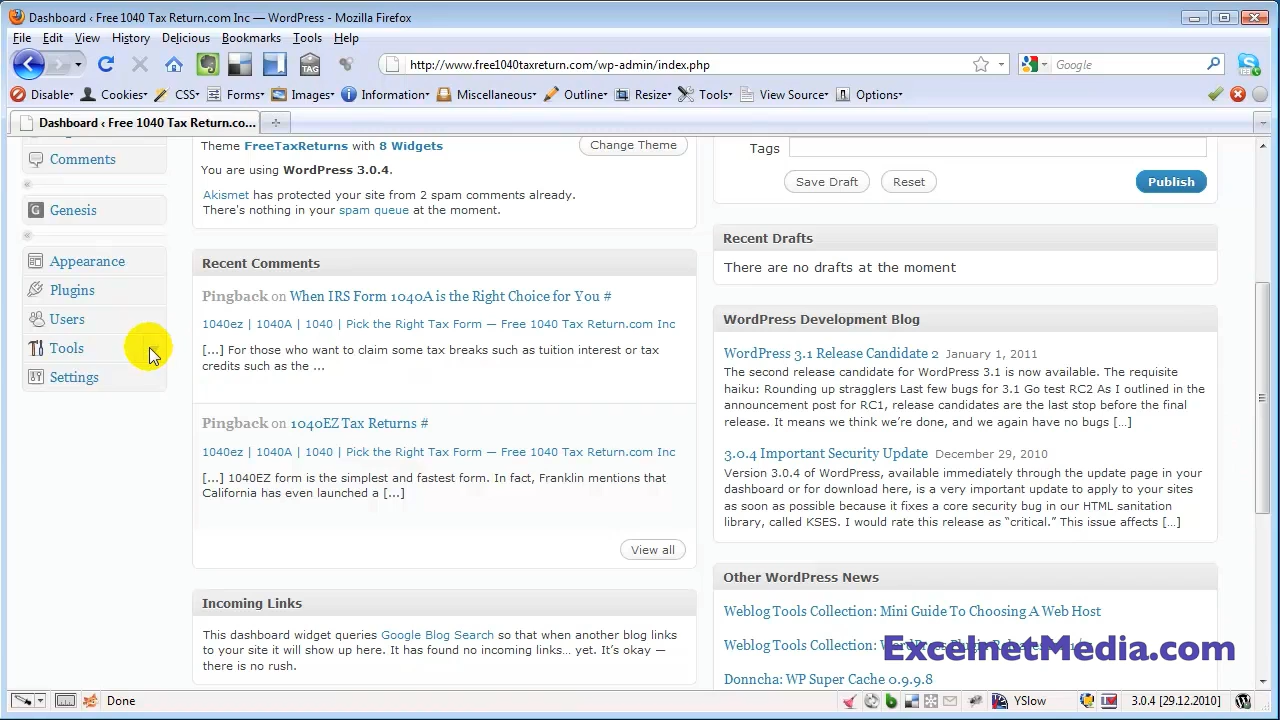 Dashboard ‹ Free 1040 Tax Return.com Inc — WordPress - Mozilla Firefox
File Edit View History Delicious Bookmarks Tools Help
TAG
http://www.free1040taxreturn.com/wp-admin/index.php
Google
Disable Cookies CSS Forms Images Information Miscellaneous Outline Resize Tools View Source Options
Dashboard ‹ Free 1040 Tax Return.co...
Comments
Genesis
Appearance
Plugins
Users
Tools
Settings
Theme FreeTaxReturns with 8 Widgets
Change Theme
You are using WordPress 3.0.4.
Akismet has protected your site from 2 spam comments already.
There's nothing in your spam queue at the moment.
Recent Comments
Pingback on When IRS Form 1040A is the Right Choice for You #
1040ez | 1040A | 1040 | Pick the Right Tax Form — Free 1040 Tax Return.com Inc
[...] For those who want to claim some tax breaks such as tuition interest or tax
credits such as the ...
Pingback on 1040EZ Tax Returns #
1040ez | 1040A | 1040 | Pick the Right Tax Form — Free 1040 Tax Return.com Inc
[...] 1040EZ form is the simplest and fastest form. In fact, Franklin mentions that
California has even launched a [...]
View all
Incoming Links
This dashboard widget queries Google Blog Search so that when another blog links
to your site it will show up here. It has found no incoming links… yet. It's okay —
there is no rush.
Tags
Save Draft
Reset
Publish
Recent Drafts
There are no drafts at the moment
WordPress Development Blog
WordPress 3.1 Release Candidate 2 January 1, 2011
The second release candidate for WordPress 3.1 is now available. The requisite
haiku: Rounding up stragglers Last few bugs for 3.1 Go test RC2 As I outlined in the
announcement post for RC1, release candidates are the last stop before the final
release. It means we think we're done, and we again have no bugs […]
3.0.4 Important Security Update December 29, 2010
Version 3.0.4 of WordPress, available immediately through the update page in your
dashboard or for download here, is a very important update to apply to your sites
as soon as possible because it fixes a core security bug in our HTML sanitation
library, called KSES. I would rate this release as “critical.” This issue affects […]
Other WordPress News
Weblog Tools Collection: Mini Guide To Choosing A Web Host
Weblog Tools Collection:
ExcelnetMedia.com
Donncha: WP Super Cache 0.9.9.8
Done
YSlow
3.0.4 [29.12.2010]